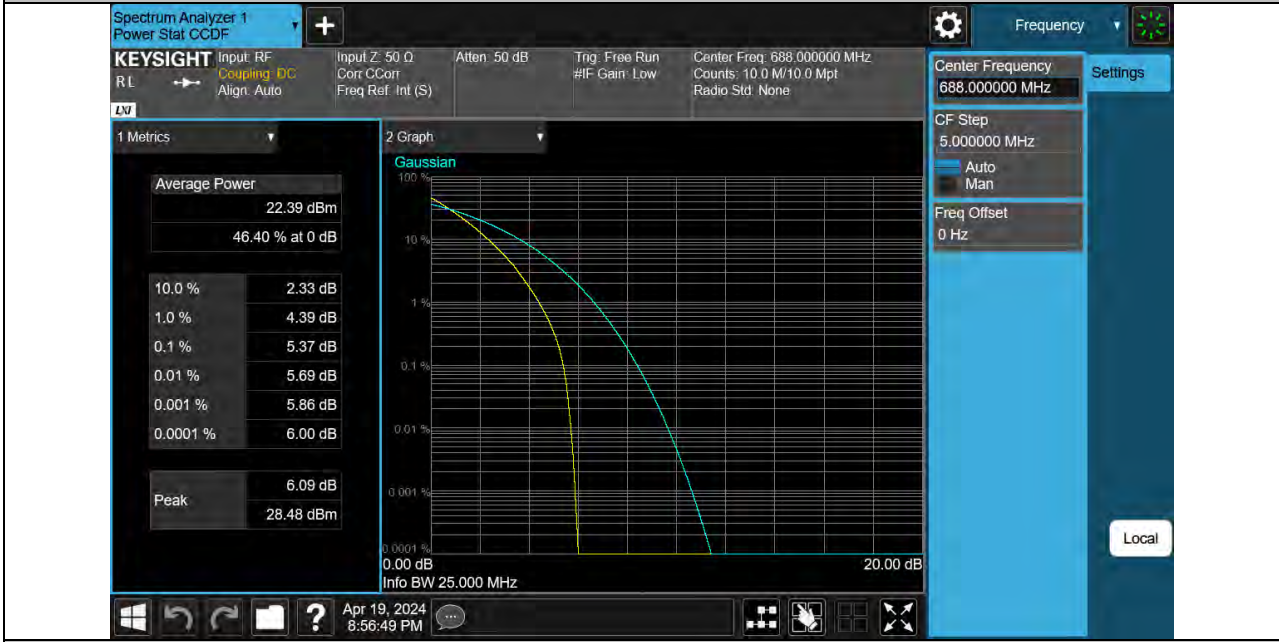 Spectrum Analyzer 1
Power Stat CCDF
+
Frequency
KEYSIGHT
RL
LXI
Input: RF
Coupling: DC
Align: Auto
Input Z: 50 Ω
Corr CCorr
Freq Ref: Int (S)
Atten: 50 dB
Trig: Free Run
#IF Gain: Low
Center Freq: 688.000000 MHz
Counts: 10.0 M/10.0 Mpt
Radio Std: None
Center Frequency
688.000000 MHz
Settings
CF Step
5.000000 MHz
Auto
Man
Freq Offset
0 Hz
1 Metrics
Average Power
22.39 dBm
46.40 % at 0 dB
10.0 % 2.33 dB
1.0 % 4.39 dB
0.1 % 5.37 dB
0.01 % 5.69 dB
0.001 % 5.86 dB
0.0001 % 6.00 dB
Peak
6.09 dB
28.48 dBm
2 Graph
Gaussian
100 %
10 %
1 %
0.1 %
0.01 %
0.001 %
0.0001 %
0.00 dB
20.00 dB
Info BW 25.000 MHz
Local
?
Apr 19, 2024
8:56:49 PM